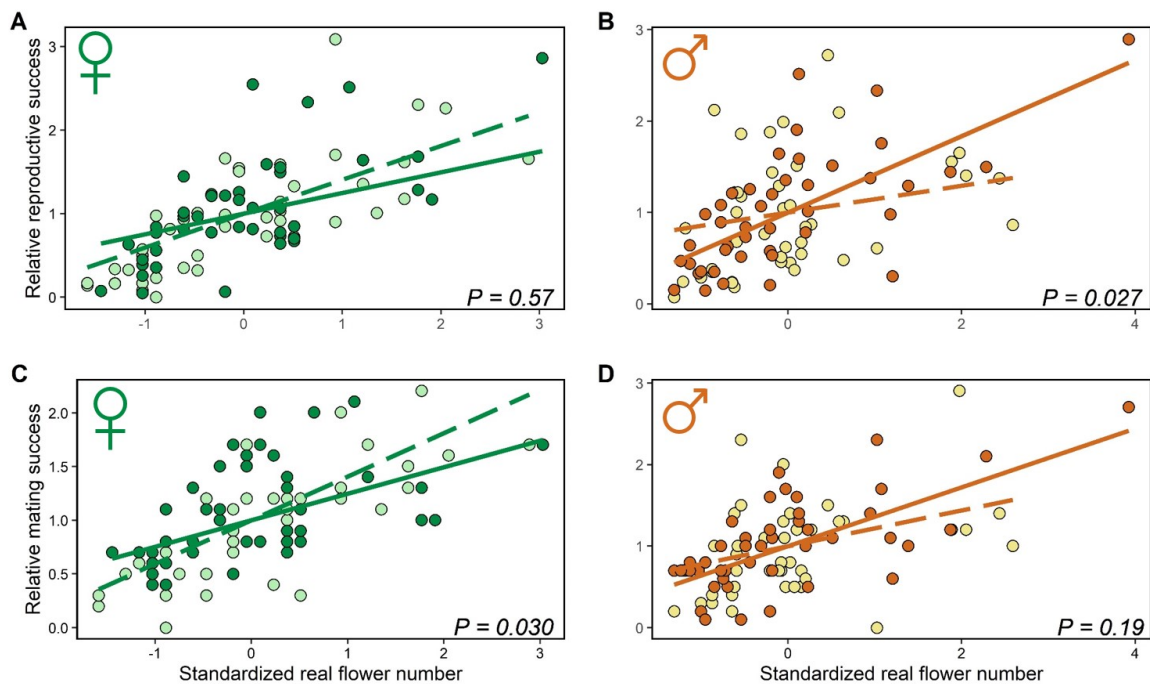 A
B
Relative reproductive success
3
2
1
0
P = 0.57
-1
0
1
2
3
3
2
1
0
P = 0.027
0
2
4
C
D
Relative mating success
2.0
1.5
1.0
0.5
0.0
P = 0.030
-1
0
1
2
3
Standardized real flower number
3
2
1
0
P = 0.19
0
2
4
Standardized real flower number